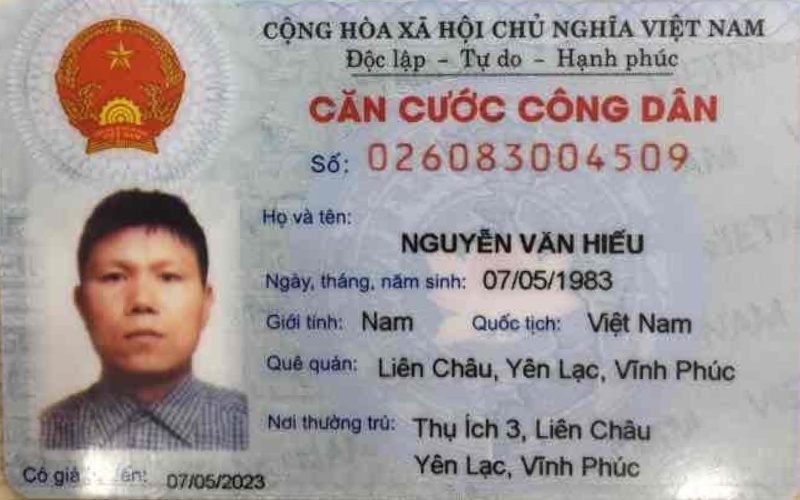 CỘNG HÒA XÃ HỘI CHỦ NGHĨA VIỆT NAM
Độc lập - Tự do - Hạnh phúc
CĂN CƯỚC CÔNG DÂN
Số: 026083004509
Họ và tên:
NGUYỄN VĂN HIẾU
Ngày, tháng, năm sinh: 07/05/1983
Giới tính: Nam Quốc tịch: Việt Nam
Quê quán: Liên Châu, Yên Lạc, Vĩnh Phúc
Nơi thường trú: Thụ Ích 3, Liên Châu
Yên Lạc, Vĩnh Phúc
Có giá 07/05/2023